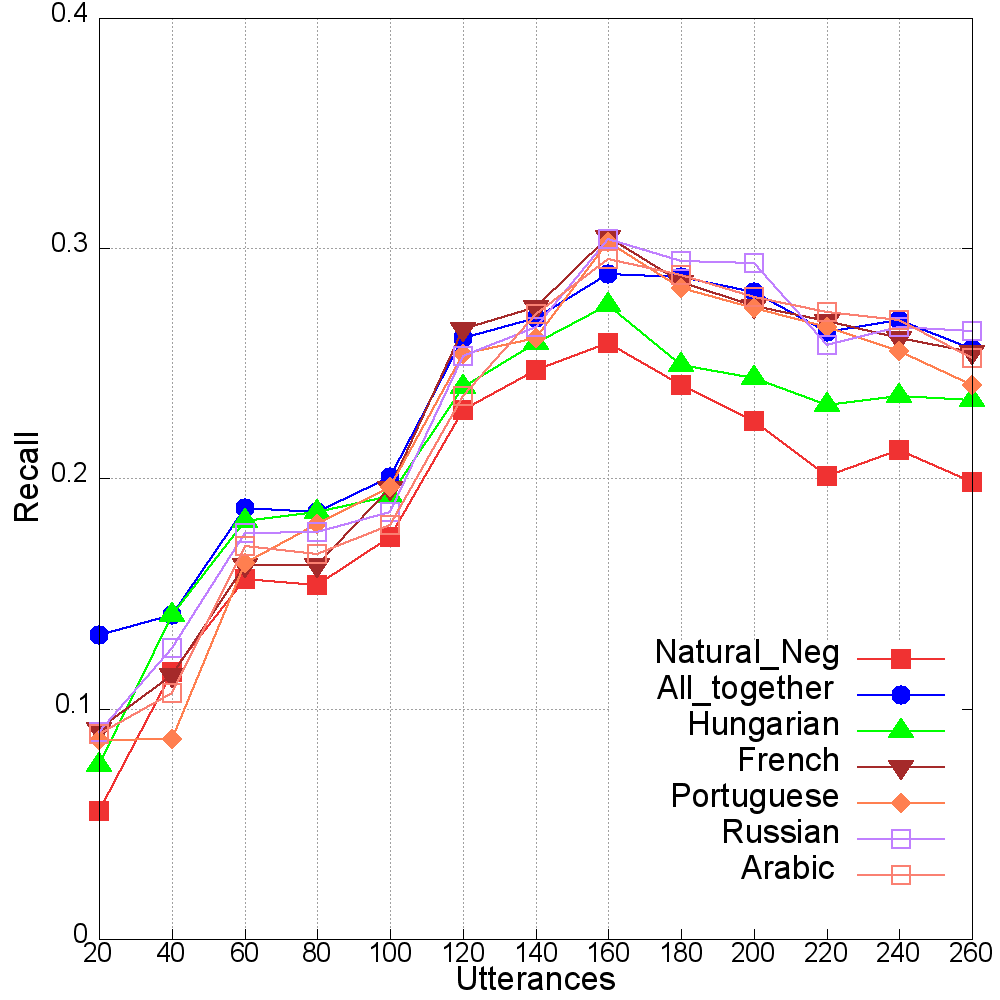 0.4
0.3
0.2
0.1
0
Recall
Natural_Neg
All_together
Hungarian
French
Portuguese
Russian
Arabic
20 40 60 80 100 120 140 160 180 200 220 240 260
Utterances